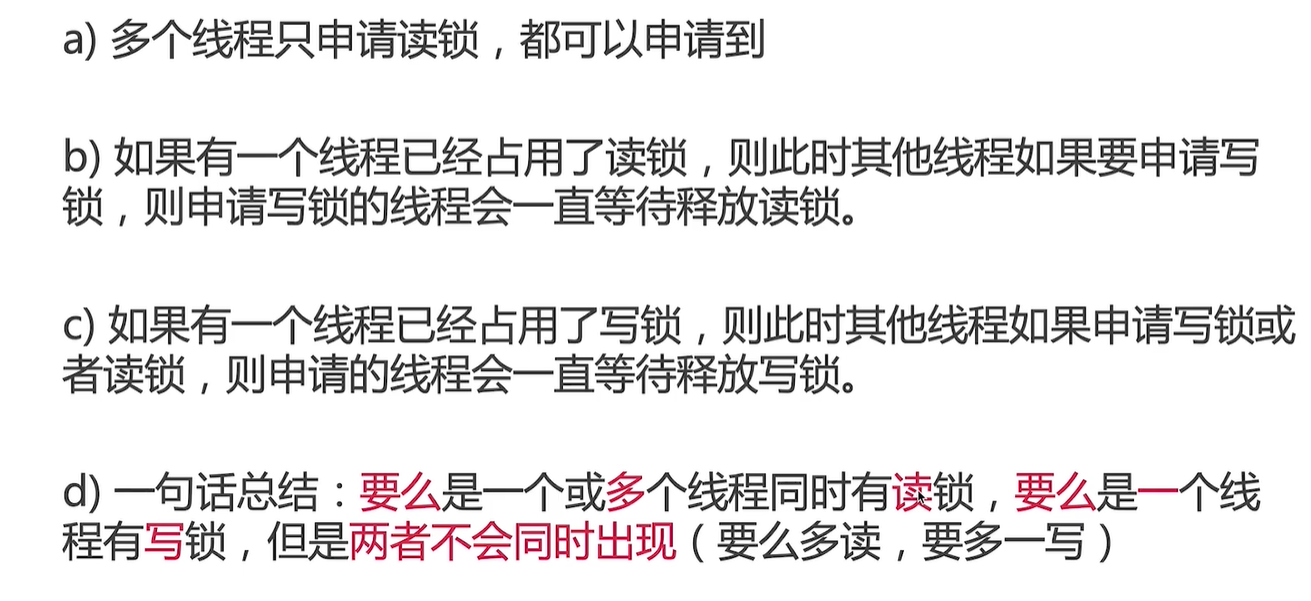 a) 多个线程只申请读锁，都可以申请到
b) 如果有一个线程已经占用了读锁，则此时其他线程如果要申请写
锁，则申请写锁的线程会一直等待释放读锁。
c) 如果有一个线程已经占用了写锁，则此时其他线程如果申请写锁或
者读锁，则申请的线程会一直等待释放写锁。
d) 一句话总结：要么是一个或多个线程同时有读锁，要么是一个线
程有写锁，但是两者不会同时出现（要么多读，要多一写）